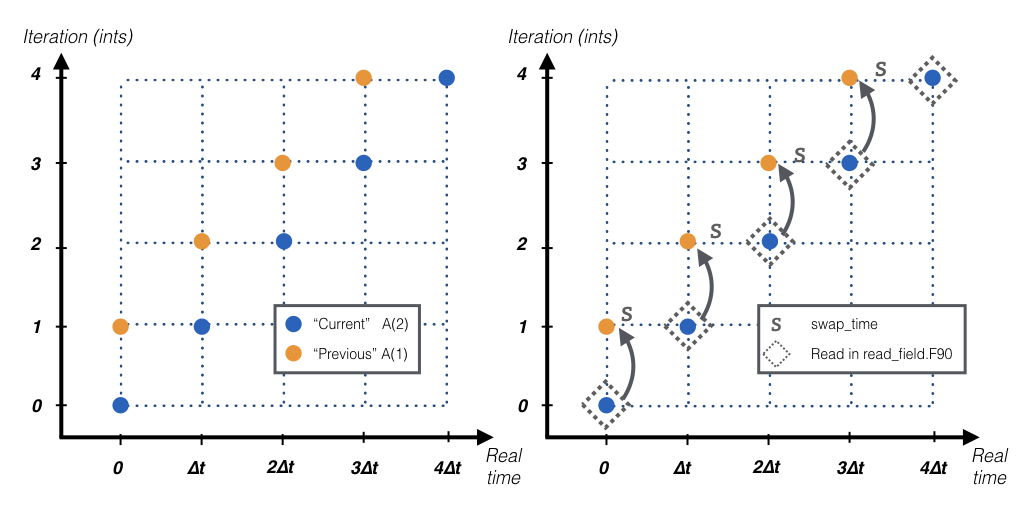 Iteration (ints)
4
3
2
1
0
0
Δt
2Δt
3Δt
4Δt
Real
time
“Current” A(2)
“Previous” A(1)
Iteration (ints)
4
3
2
1
0
0
Δt
2Δt
3Δt
4Δt
Real
time
S
S
S
S
S swap_time
Read in read_field.F90